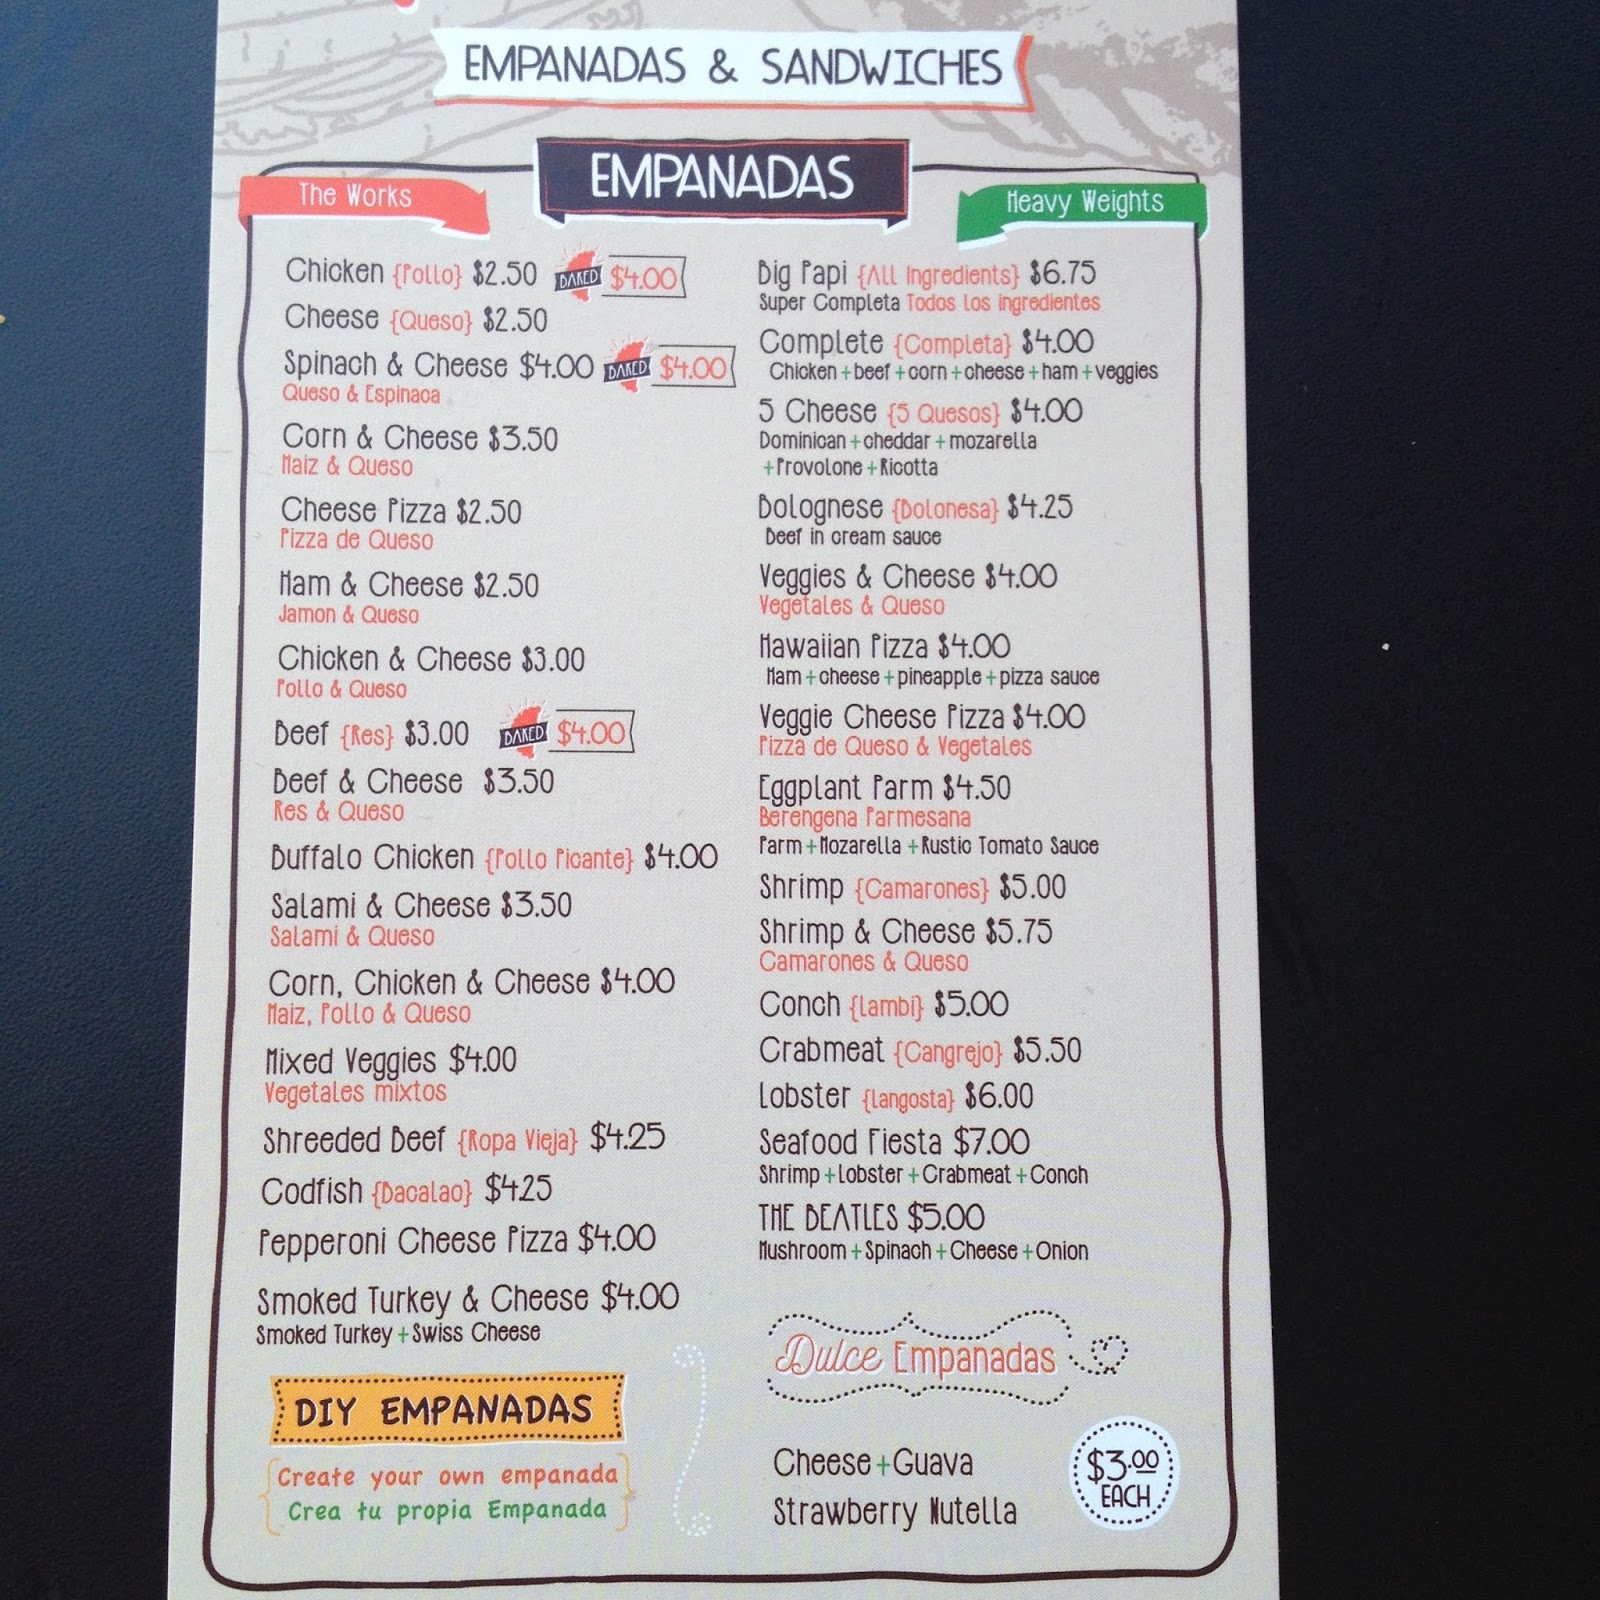 EMPANADAS & SANDWICHES
EMPANADAS
The Works
Chicken {Pollo} $2.50 BAKED $4.00
Cheese {Queso} $2.50
Spinach & Cheese $4.00 BAKED $4.00
Queso & Espinaca
Corn & Cheese $3.50
Maiz & Queso
Cheese Pizza $2.50
Pizza de Queso
Ham & Cheese $2.50
Jamon & Queso
Chicken & Cheese $3.00
Pollo & Queso
Beef {Res} $3.00 BAKED $4.00
Beef & Cheese $3.50
Res & Queso
Buffalo Chicken {Pollo Picante} $4.00
Salami & Cheese $3.50
Salami & Queso
Corn, Chicken & Cheese $4.00
Maiz, Pollo & Queso
Mixed Veggies $4.00
Vegetales mixtos
Shreeded Beef {Ropa Vieja} $4.25
Codfish {Bacalao} $4.25
Pepperoni Cheese Pizza $4.00
Smoked Turkey & Cheese $4.00
Smoked Turkey + Swiss Cheese
DIY EMPANADAS
{Create your own empanada
Crea tu propia Empanada}
Heavy Weights
Big Papi {All Ingredients} $6.75
Super Completa Todos los ingredientes
Complete {Completa} $4.00
Chicken + beef + corn + cheese + ham + veggies
5 Cheese {5 Quesos} $4.00
Dominican + cheddar + mozarella
+ Provolone + Ricotta
Bolognese {Bolonesa} $4.25
Beef in cream sauce
Veggies & Cheese $4.00
Vegetales & Queso
Hawaiian Pizza $4.00
Ham + cheese + pineapple + pizza sauce
Veggie Cheese Pizza $4.00
Pizza de Queso & Vegetales
Eggplant Parm $4.50
Berengena Parmesana
Parm + Mozarella + Rustic Tomato Sauce
Shrimp {Camarones} $5.00
Shrimp & Cheese $5.75
Camarones & Queso
Conch {Lambi} $5.00
Crabmeat {Cangrejo} $5.50
Lobster {Langosta} $6.00
Seafood Fiesta $7.00
Shrimp + Lobster + Crabmeat + Conch
THE BEATLES $5.00
Mushroom + Spinach + Cheese + Onion
Dulce Empanadas
Cheese + Guava
Strawberry Nutella
$3.00
EACH